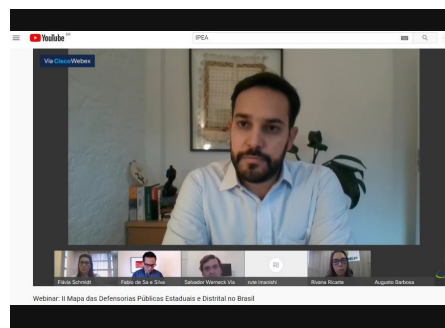 YouTube BR
IPEA
Via Cisco Webex
Flávia Schmidt
Fabio de Sa e Silva
Salvador Werneck Via
rute imanishi
Rivana Ricarte
Augusto Barbosa
Webinar: II Mapa das Defensorias Públicas Estaduais e Distrital no Brasil